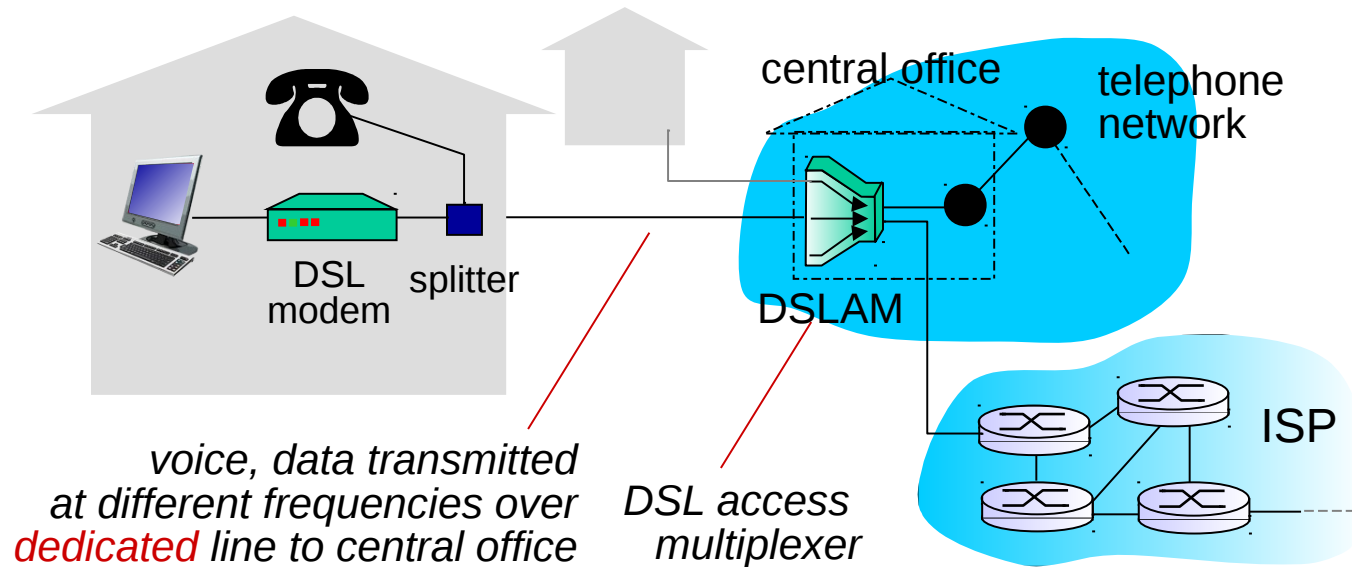 central office
telephone
network
DSL
modem
splitter
DSLAM
ISP
voice, data transmitted
at different frequencies over
dedicated line to central office
DSL access
multiplexer